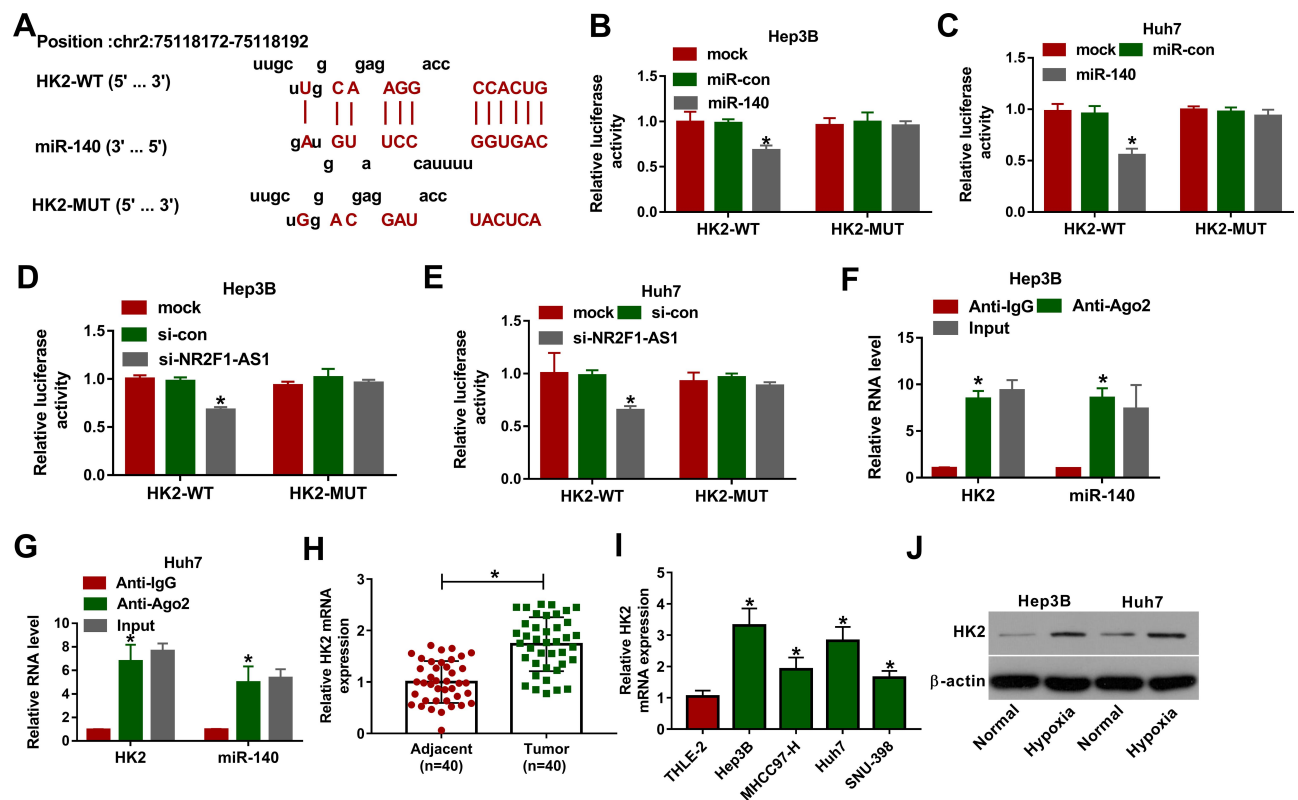 A
Position :chr2:75118172-75118192
uugc g gag acc
HK2-WT (5' ... 3') uUg CA AGG CCACUG
miR-140 (3' ... 5') gAu GU UCC GGUGAC
g a cauuuu
uugc g gag acc
HK2-MUT (5' ... 3') uGg AC GAU UACUCA
B
Hep3B
mock
miR-con
miR-140
Relative luciferase activity
1.5
1.0
0.5
0.0
*
HK2-WT HK2-MUT
C
Huh7
mock miR-con
miR-140
Relative luciferase activity
1.5
1.0
0.5
0.0
*
HK2-WT HK2-MUT
D
Hep3B
mock
si-con
si-NR2F1-AS1
Relative luciferase activity
1.5
1.0
0.5
0.0
*
HK2-WT HK2-MUT
E
Huh7
mock si-con
si-NR2F1-AS1
Relative luciferase activity
1.5
1.0
0.5
0.0
*
HK2-WT HK2-MUT
F
Hep3B
Anti-IgG Anti-Ago2
Input
Relative RNA level
15
10
5
0
* *
HK2 miR-140
G
Huh7
Anti-IgG
Anti-Ago2
Input
Relative RNA level
10
8
6
4
2
0
* *
HK2 miR-140
H
Relative HK2 mRNA expression
3
2
1
0
*
Adjacent (n=40)
Tumor (n=40)
I
Relative HK2 mRNA expression
5
4
3
2
1
0
* * * *
THLE-2 Hep3B MHCC97-H Huh7 SNU-398
J
Hep3B Huh7
HK2
β-actin
Normal Hypoxia Normal Hypoxia